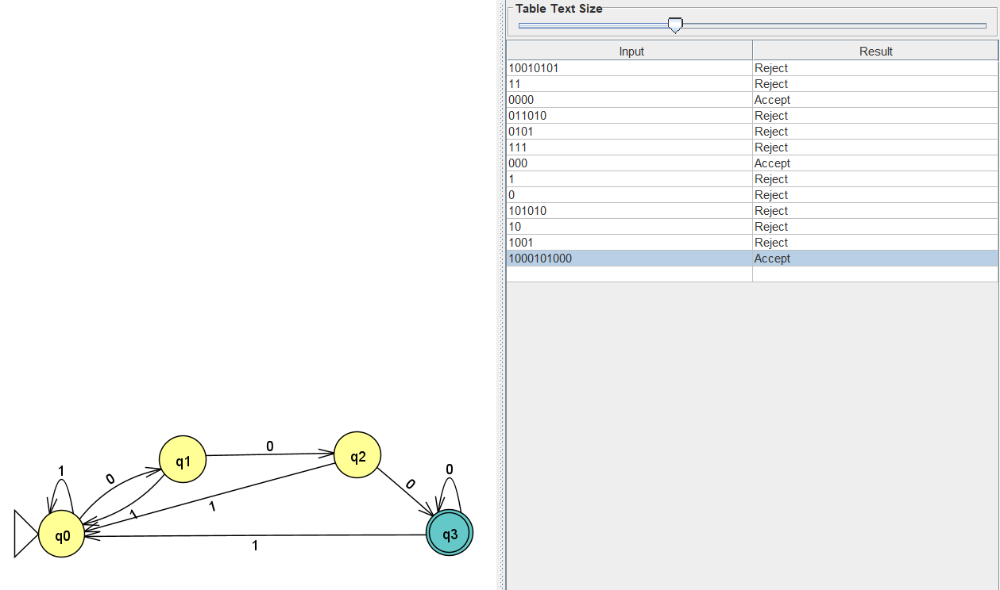 Table Text Size
Input Result
10010101 Reject
11 Reject
0000 Accept
011010 Reject
0101 Reject
111 Reject
000 Accept
1 Reject
0 Reject
101010 Reject
10 Reject
1001 Reject
1000101000 Accept
0
q1
q2
1
0
0
0
1
1
q0
q3
1